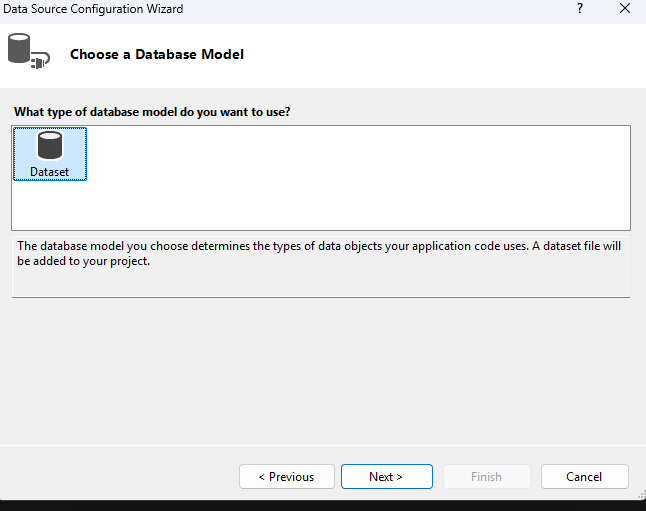 Data Source Configuration Wizard
?
Choose a Database Model
What type of database model do you want to use?
Dataset
The database model you choose determines the types of data objects your application code uses. A dataset file will
be added to your project.
< Previous
Next >
Finish
Cancel